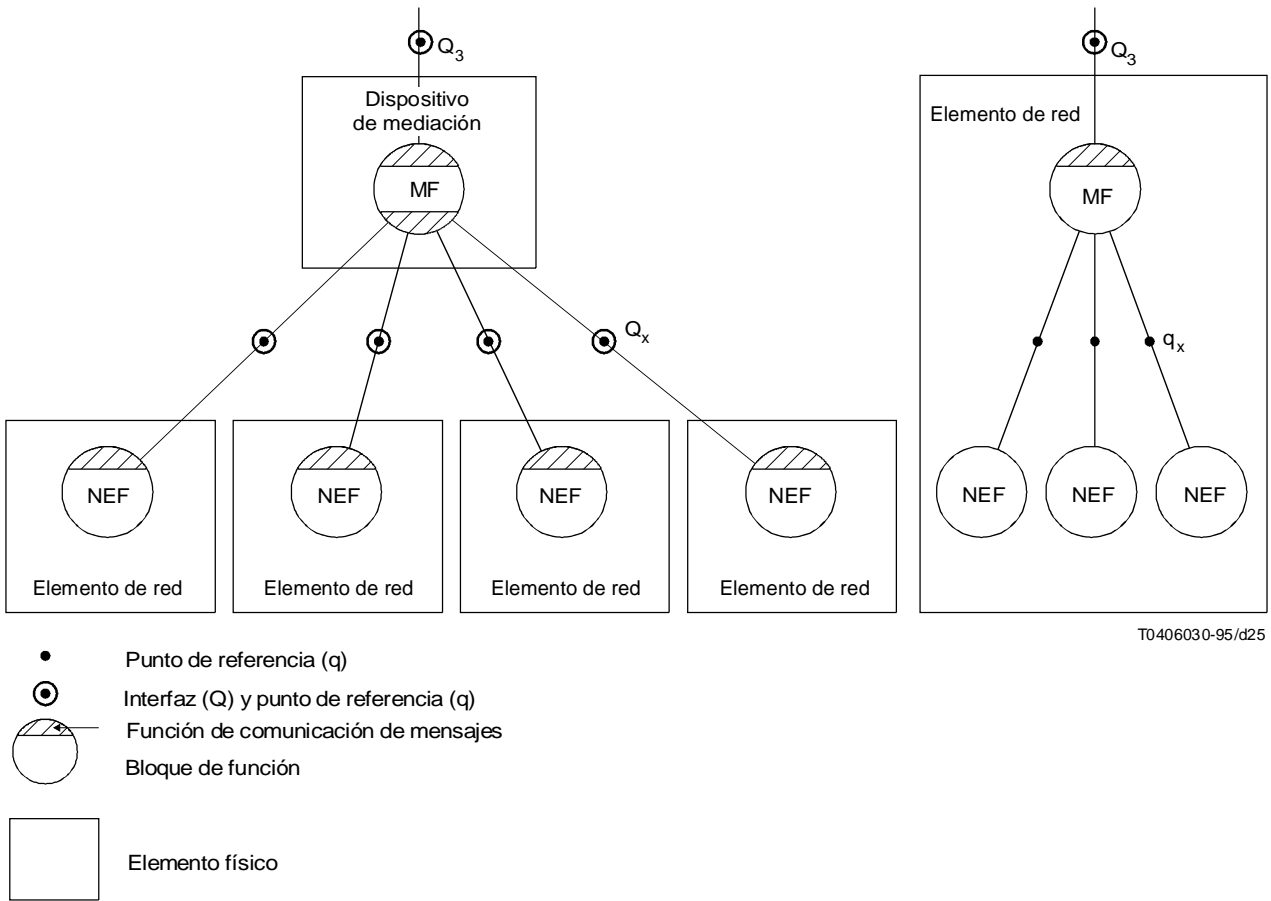 Q3
Dispositivo
de mediación
MF
Qx
NEF
NEF
NEF
NEF
Elemento de red
Elemento de red
Elemento de red
Elemento de red
Q3
Elemento de red
MF
qx
NEF
NEF
NEF
T0406030-95/d25
Punto de referencia (q)
Interfaz (Q) y punto de referencia (q)
Función de comunicación de mensajes
Bloque de función
Elemento físico